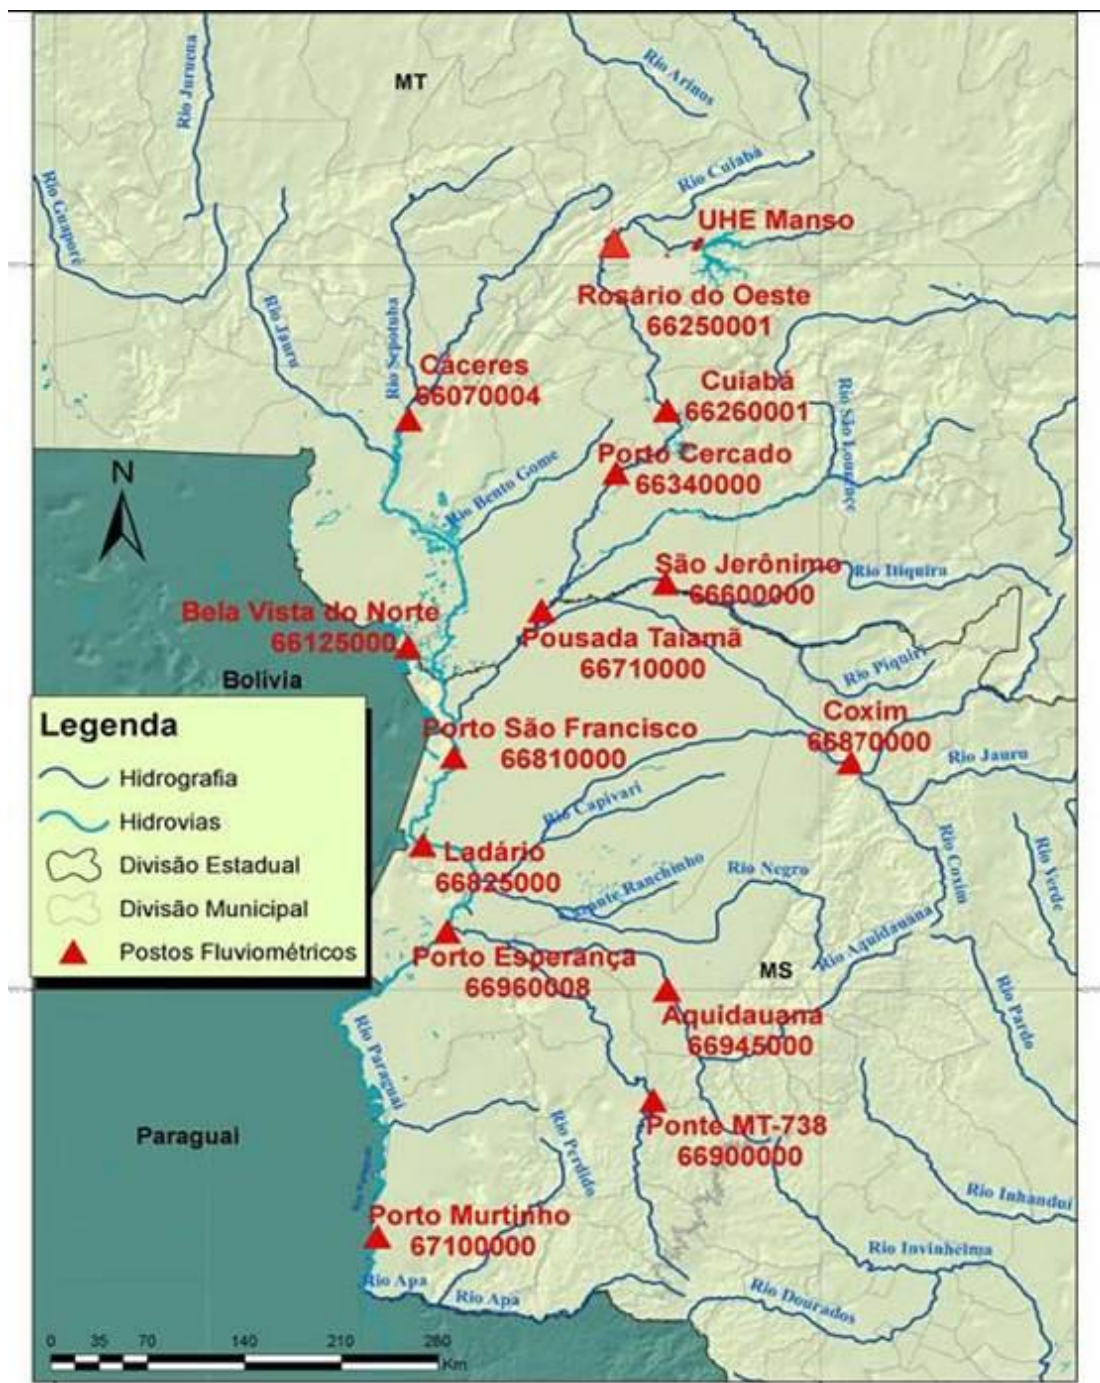 MT
Rio Juruena
Rio Arinos
Rio Guaporé
Rio Cuiabá
UHE Manso
Rosário do Oeste
66250001
Rio Jauru
Rio Sepotuba
Cáceres
66070004
Cuiabá
66260001
Rio São Lourenço
Porto Cercado
66340000
N
Rio Bento Gome
São Jerônimo
66600000
Rio Itiquira
Bela Vista do Norte
66125000
Pousada Taiamã
66710000
Rio Piquiri
Bolívia
Coxim
66870000
Porto São Francisco
66810000
Rio Jauru
Legenda
Hidrografia
Hidrovias
Divisão Estadual
Divisão Municipal
Postos Fluviométricos
Rio Capivari
Ladário
66825000
Ranchinho
Rio Negro
Rio Coxim
Rio Verde
Rio Aquidauana
Porto Esperança
66960008
MS
Aquidauana
66945000
Rio Pardo
Rio Paraguai
Paraguai
Rio Perdido
Ponte MT-738
66900000
Rio Inhanduí
Porto Murtinho
67100000
Rio Invinheima
Rio Apa
Rio Apa
Rio Dourados
0 35 70 140 210 280
Km